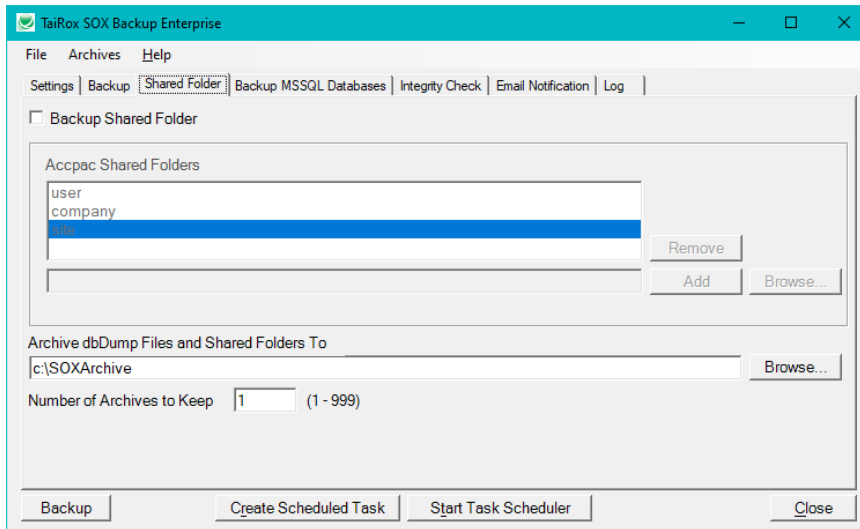 TaiRox SOX Backup Enterprise
File Archives Help
Settings Backup Shared Folder Backup MSSQL Databases Integrity Check Email Notification Log
Backup Shared Folder
Accpac Shared Folders
user
company
site
Remove
Add Browse...
Archive dbDump Files and Shared Folders To
c:\SOXArchive Browse...
Number of Archives to Keep 1 (1 - 999)
Backup Create Scheduled Task Start Task Scheduler Close